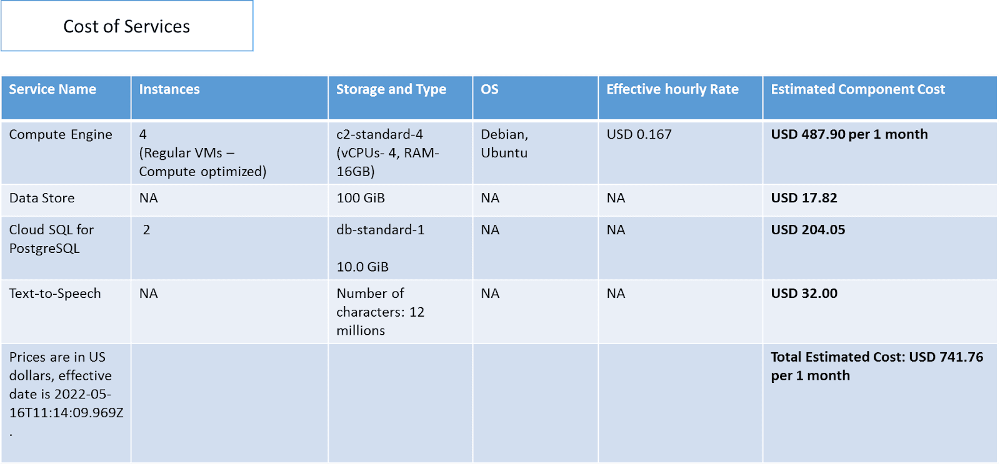 Cost of Services
Service Name
Instances
Storage and Type
OS
Effective hourly Rate
Estimated Component Cost
Compute Engine
4
(Regular VMs –
Compute optimized)
c2-standard-4
(vCPUs- 4, RAM-
16GB)
Debian,
Ubuntu
USD 0.167
USD 487.90 per 1 month
Data Store
NA
100 GiB
NA
NA
USD 17.82
Cloud SQL for
PostgreSQL
2
db-standard-1
10.0 GiB
NA
NA
USD 204.05
Text-to-Speech
NA
Number of
characters: 12
millions
NA
NA
USD 32.00
Prices are in US
dollars, effective
date is 2022-05-
16T11:14:09.969Z
.
Total Estimated Cost: USD 741.76
per 1 month